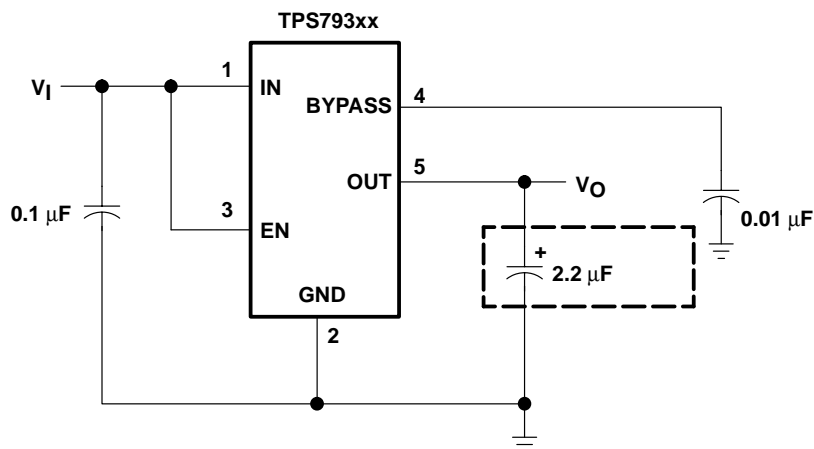 TPS793xx
VI
1
IN
BYPASS
4
OUT
5
VO
0.1 μF
3
EN
0.01 μF
+
2.2 μF
GND
2